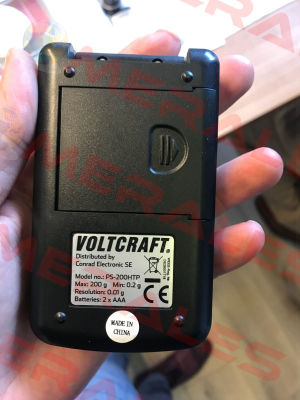 VOLTCRAFT.
Distributed by
Conrad Electronic SE
Model no.: PS-200HTP
Max: 200 g Min: 0.2 g
Resolution: 0.01 g
Batteries: 2 x AAA
CE
MADE IN
CHINA
MERALES